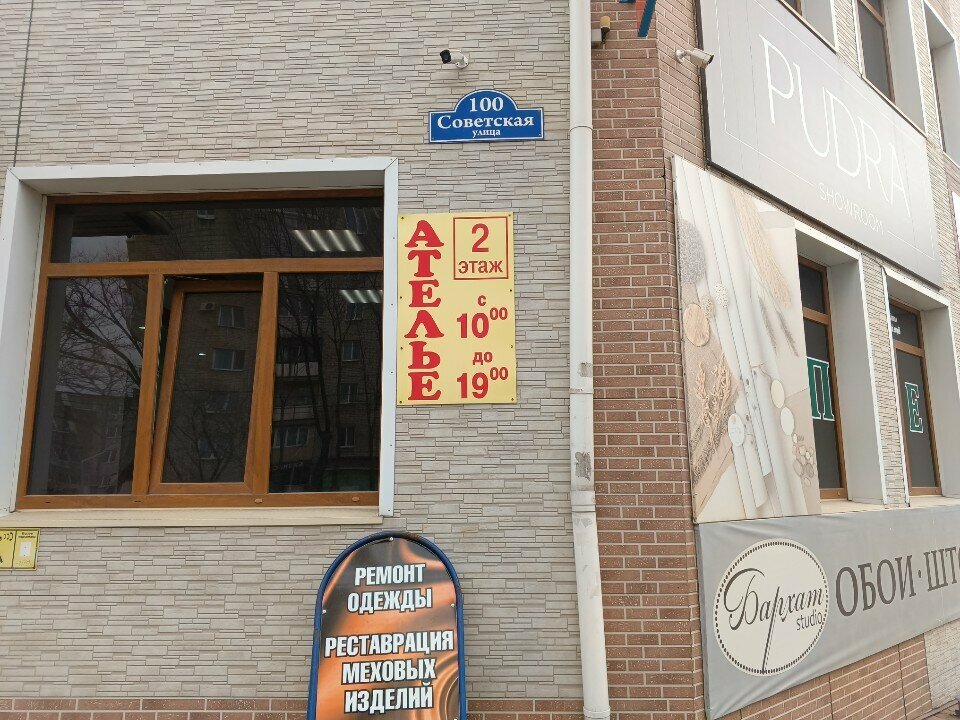 100
Советская
улица
АТЕЛЬЕ
2
этаж
с
10⁰⁰
до
19⁰⁰
РЕМОНТ
ОДЕЖДЫ
РЕСТАВРАЦИЯ
МЕХОВЫХ
ИЗДЕЛИЙ
PUDRA
SHOWROOM
П Е
Бархат
studio
ОБОИ·ШТО